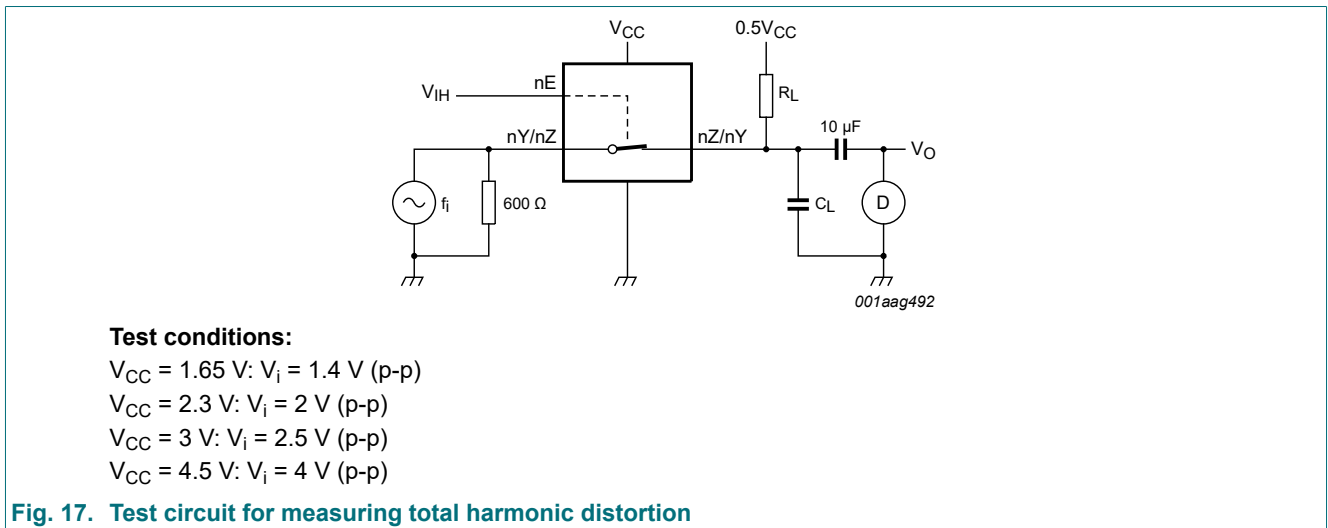 VCC 0.5VCC
nE
VIH
RL
10 µF
nY/nZ nZ/nY
VO
fi 600 Ω CL D
001aag492
Test conditions:
VCC = 1.65 V: Vi = 1.4 V (p-p)
VCC = 2.3 V: Vi = 2 V (p-p)
VCC = 3 V: Vi = 2.5 V (p-p)
VCC = 4.5 V: Vi = 4 V (p-p)
Fig. 17. Test circuit for measuring total harmonic distortion